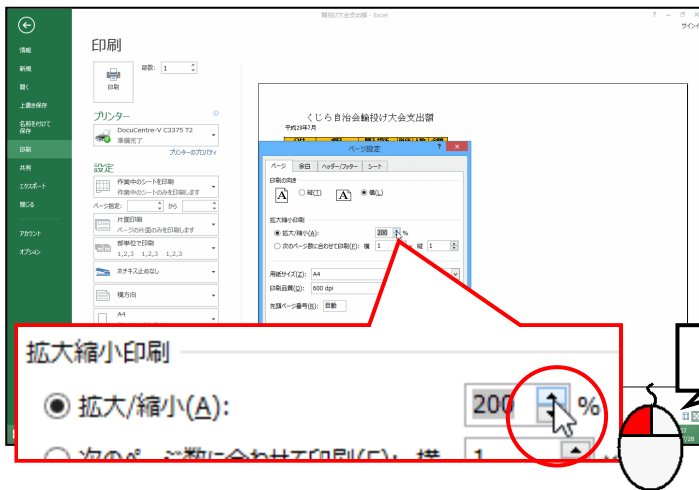 輪投げ大会支出額 - Excel
? － ❐ ×
サインイ
情報
新規
開く
上書き保存
名前を付けて
保存
印刷
共有
エクスポート
閉じる
アカウント
オプション
印刷
部数: 1
印刷
プリンター
DocuCentre-V C3375 T2
準備完了
プリンターのプロパティ
設定
作業中のシートを印刷
作業中のシートのみを印刷します
ページ指定: から
片面印刷
ページの片面のみを印刷します
部単位で印刷
1,2,3 1,2,3 1,2,3
ホチキス止めなし
横方向
A4
くじら自治会輪投げ大会支出額
平成28年7月
ページ設定
? ×
ページ 余白 ヘッダー/フッター シート
印刷の向き
A 縦(T) A 横(L)
拡大縮小印刷
拡大/縮小(A): 200 %
次のページ数に合わせて印刷(F): 横 1 縦 1
用紙サイズ(Z): A4
印刷品質(Q): 600 dpi
先頭ページ番号(R): 自動
拡大縮小印刷
拡大/縮小(A): 200 %
次のページ数に合わせて印刷(F): 横 1